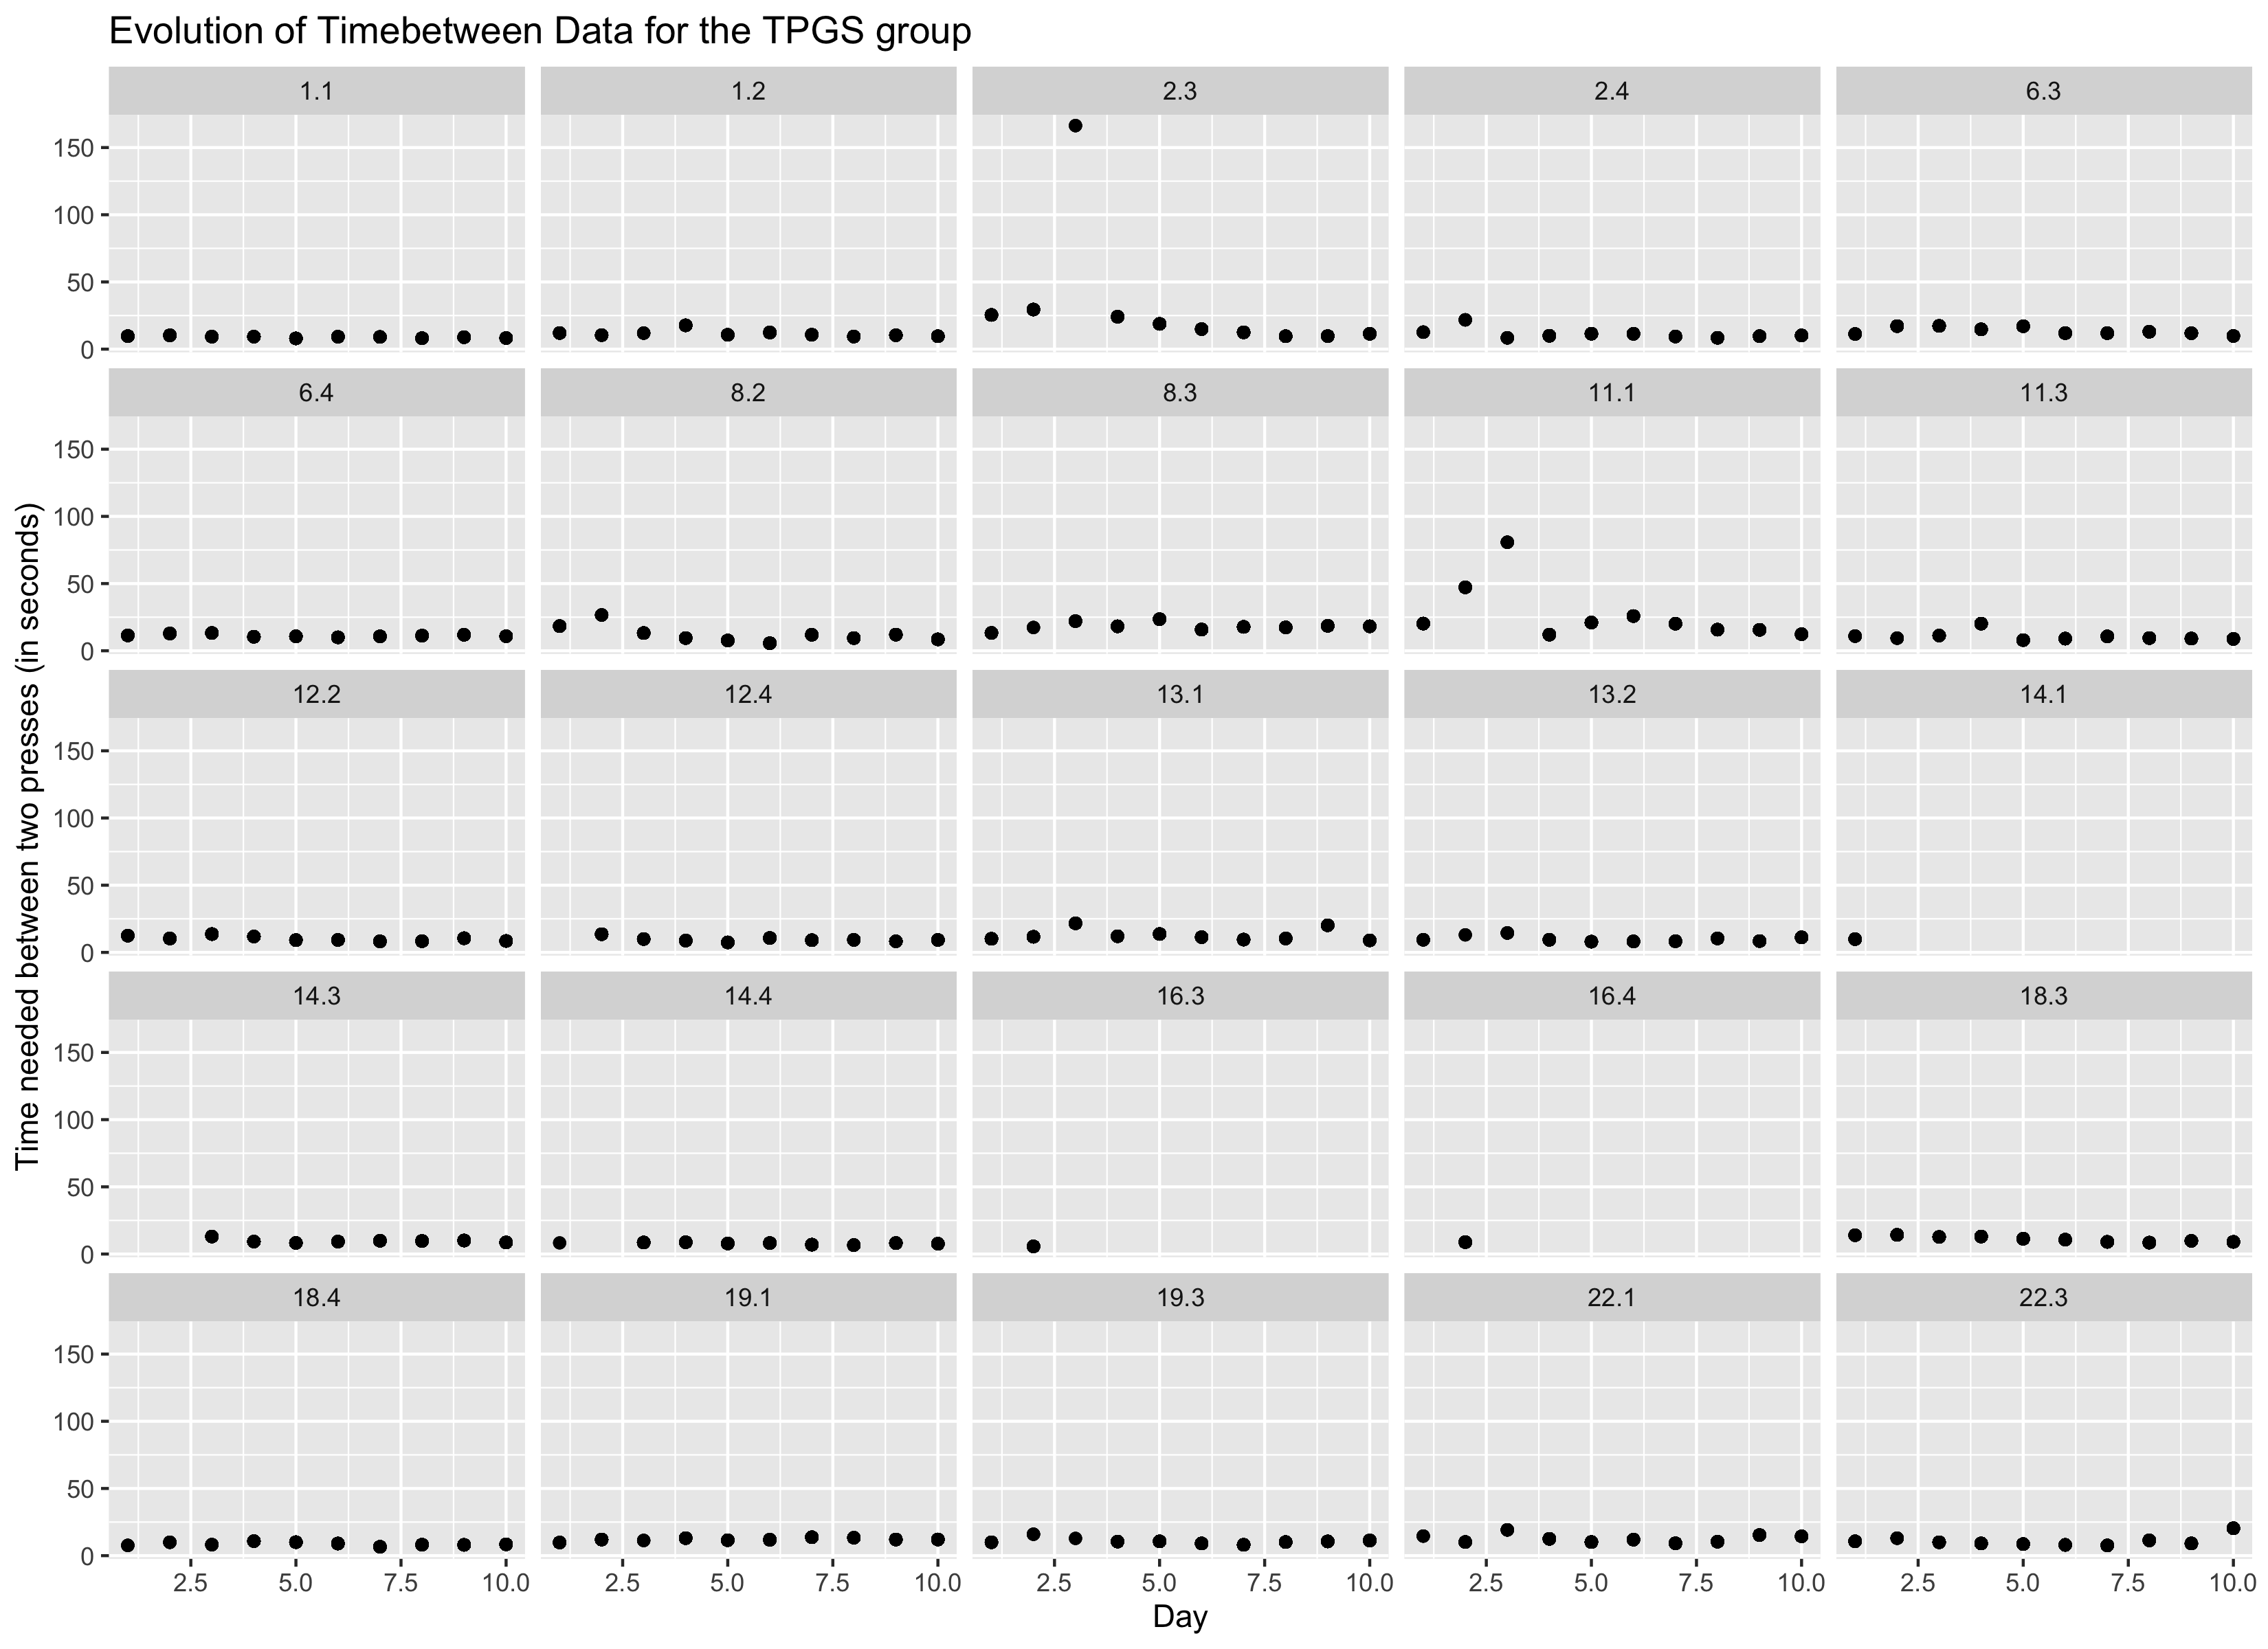 Evolution of Timebetween Data for the TPGS group
1.1 1.2 2.3 2.4 6.3
150
100
50
0
6.4 8.2 8.3 11.1 11.3
150
100
50
0
12.2 12.4 13.1 13.2 14.1
150
100
50
0
14.3 14.4 16.3 16.4 18.3
150
100
50
0
18.4 19.1 19.3 22.1 22.3
150
100
50
0
2.5 5.0 7.5 10.0 2.5 5.0 7.5 10.0 2.5 5.0 7.5 10.0 2.5 5.0 7.5 10.0 2.5 5.0 7.5 10.0
Day
Time needed between two presses (in seconds)